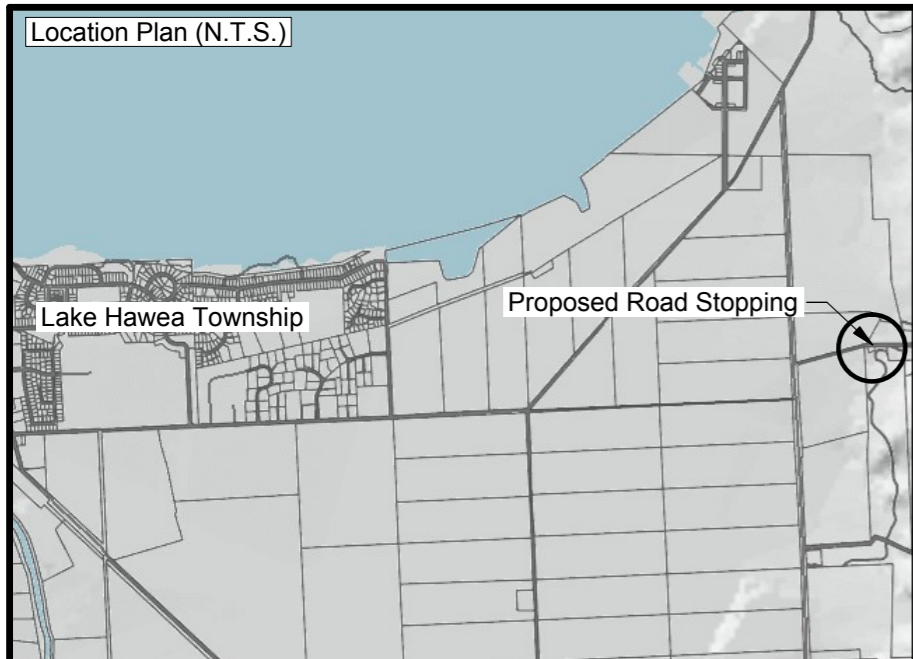 Location Plan (N.T.S.)
Proposed Road Stopping
Lake Hawea Township